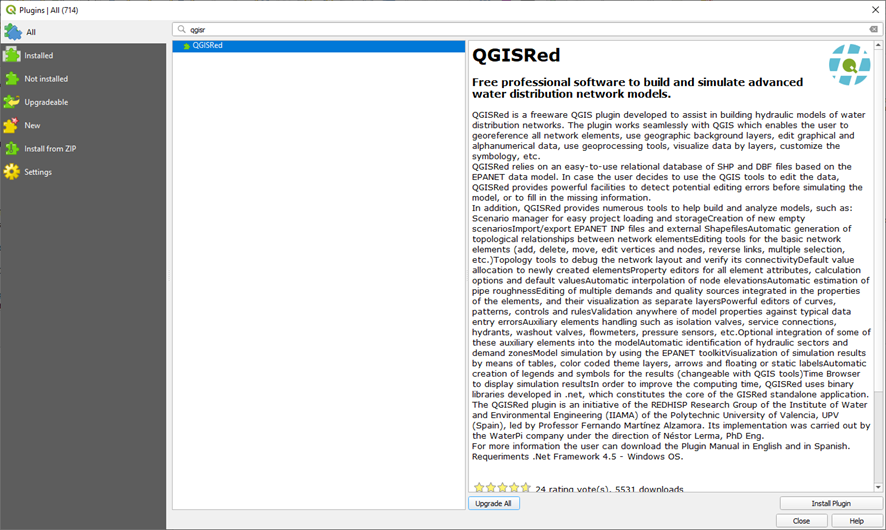 Plugins | All (714)
All
Installed
Not installed
Upgradeable
New
Install from ZIP
Settings
qgisr
QGISRed
QGISRed
Free professional software to build and simulate advanced
water distribution network models.
QGISRed is a freeware QGIS plugin developed to assist in building hydraulic models of water
distribution networks. The plugin works seamlessly with QGIS which enables the user to
georeference all network elements, use geographic background layers, edit graphical and
alphanumerical data, use geoprocessing tools, visualize data by layers, customize the
symbology, etc.
QGISRed relies on an easy-to-use relational database of SHP and DBF files based on the
EPANET data model. In case the user decides to use the QGIS tools to edit the data,
QGISRed provides powerful facilities to detect potential editing errors before simulating the
model, or to fill in the missing information.
In addition, QGISRed provides numerous tools to help build and analyze models, such as:
Scenario manager for easy project loading and storageCreation of new empty
scenariosImport/export EPANET INP files and external ShapefilesAutomatic generation of
topological relationships between network elementsEditing tools for the basic network
elements (add, delete, move, edit vertices and nodes, reverse links, multiple selection,
etc.)Topology tools to debug the network layout and verify its connectivityDefault value
allocation to newly created elementsProperty editors for all element attributes, calculation
options and default valuesAutomatic interpolation of node elevationsAutomatic estimation of
pipe roughnessEditing of multiple demands and quality sources integrated in the properties
of the elements, and their visualization as separate layersPowerful editors of curves,
patterns, controls and rulesValidation anywhere of model properties against typical data
entry errorsAuxiliary elements handling such as isolation valves, service connections,
hydrants, washout valves, flowmeters, pressure sensors, etc.Optional integration of some of
these auxiliary elements into the modelAutomatic identification of hydraulic sectors and
demand zonesModel simulation by using the EPANET toolkitVisualization of simulation results
by means of tables, color coded theme layers, arrows and floating or static labelsAutomatic
creation of legends and symbols for the results (changeable with QGIS tools)Time Browser
to display simulation resultsIn order to improve the computing time, QGISRed uses binary
libraries developed in .net, which constitutes the core of the GISRed standalone application.
The QGISRed plugin is an initiative of the REDHISP Research Group of the Institute of Water
and Environmental Engineering (IIAMA) of the Polytechnic University of Valencia, UPV
(Spain), led by Professor Fernando Martínez Alzamora. Its implementation was carried out by
the WaterPi company under the direction of Néstor Lerma, PhD Eng.
For more information the user can download the Plugin Manual in English and in Spanish.
Requeriments .Net Framework 4.5 - Windows OS.
24 rating vote(s), 5531 downloads
Upgrade All
Install Plugin
Close
Help